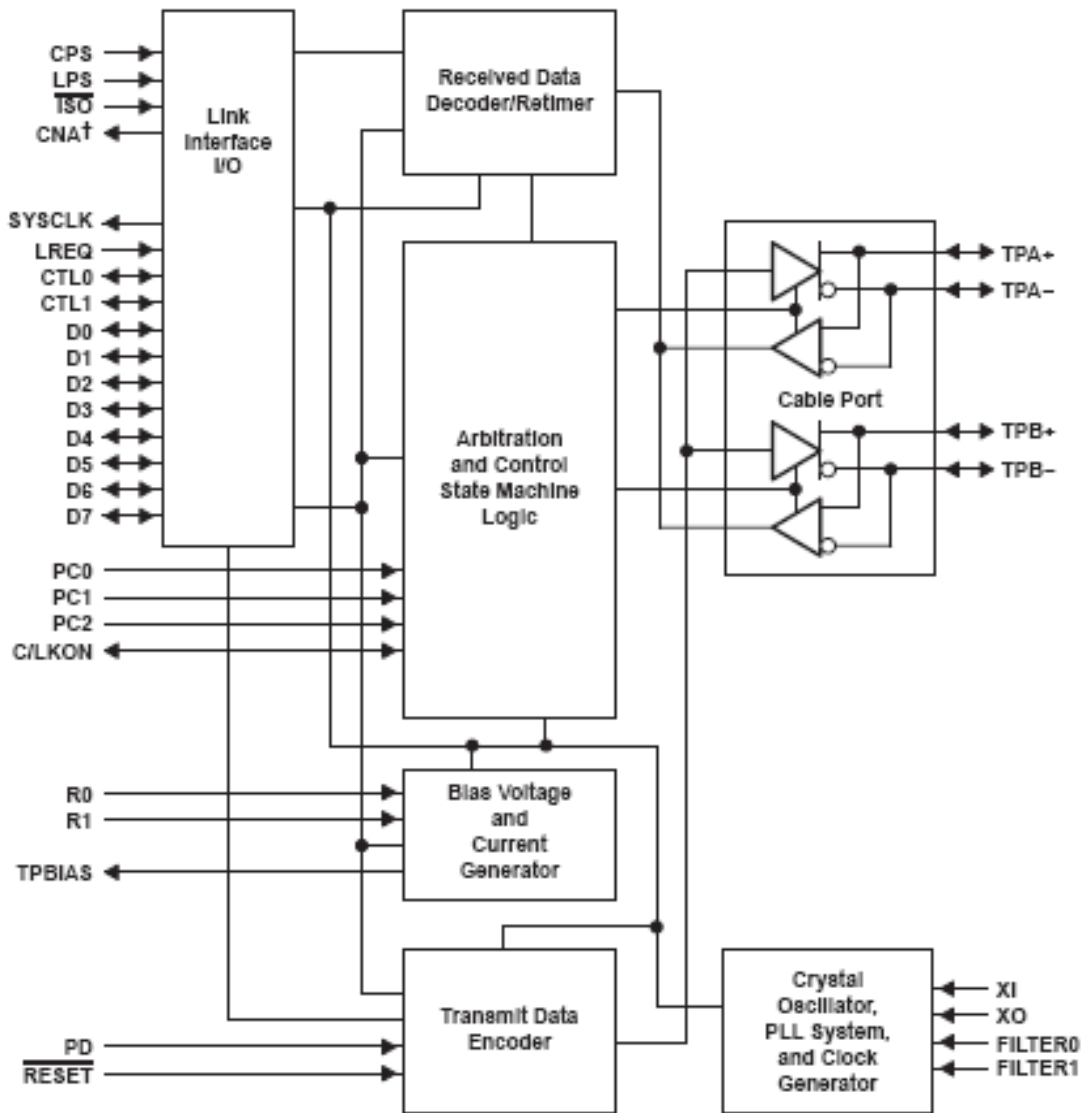 CPS
LPS
ISO
CNA†
SYSCLK
LREQ
CTL0
CTL1
D0
D1
D2
D3
D4
D5
D6
D7
Link
Interface
I/O
Received Data
Decoder/Retimer
TPA+
TPA–
Cable Port
TPB+
TPB–
Arbitration
and Control
State Machine
Logic
PC0
PC1
PC2
C/LKON
R0
R1
TPBIAS
Bias Voltage
and
Current
Generator
Transmit Data
Encoder
PD
RESET
Crystal
Oscillator,
PLL System,
and Clock
Generator
XI
XO
FILTER0
FILTER1